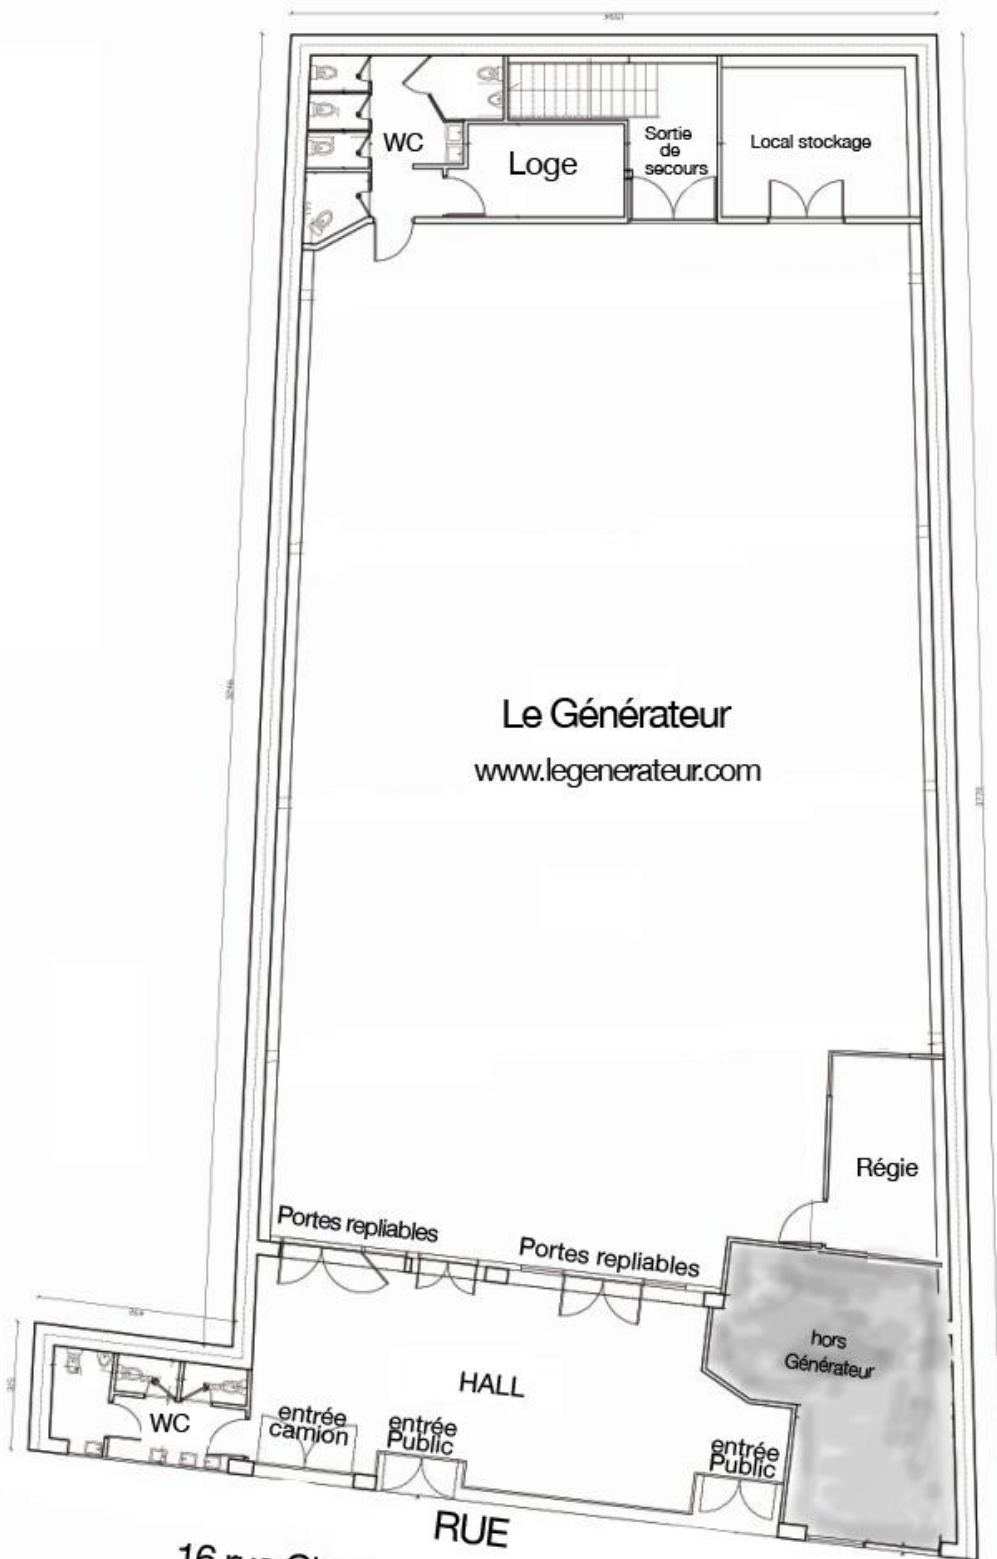 WC
Loge
Sortie
de
secours
Local stockage
Le Générateur
www.legenerateur.com
Régie
Portes repliables
Portes repliables
hors
Générateur
HALL
WC
entrée
camion
entrée
Public
entrée
Public
RUE
16 rue